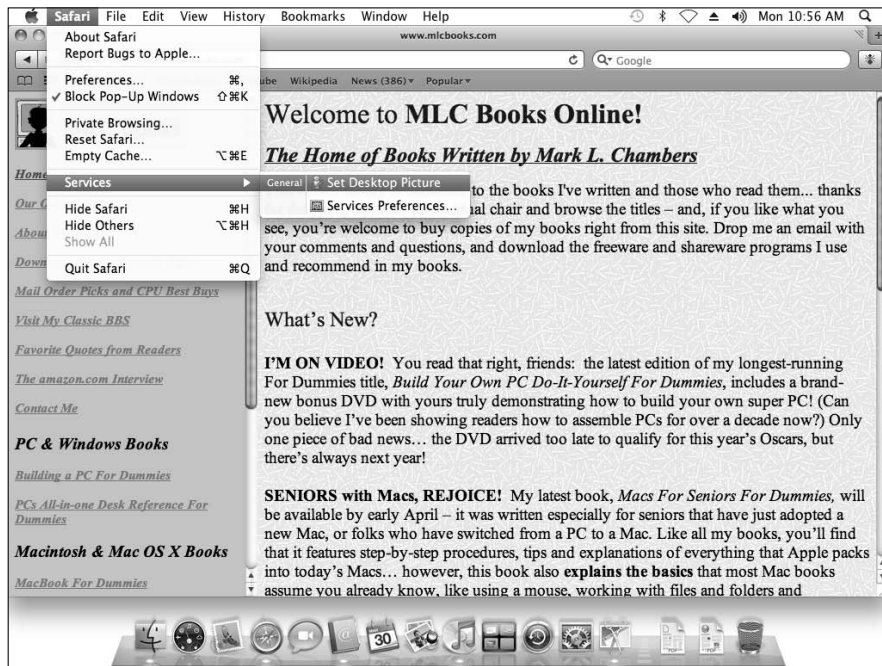 Safari File Edit View History Bookmarks Window Help Mon 10:56 AM
www.mlcbooks.com
Google
ube Wikipedia News (386) Popular
About Safari
Report Bugs to Apple...
Preferences... ⌘,
✓ Block Pop-Up Windows ⇧⌘K
Private Browsing...
Reset Safari...
Empty Cache... ⌥⌘E
Services
Hide Safari ⌘H
Hide Others ⌥⌘H
Show All
Quit Safari ⌘Q
General Set Desktop Picture
Services Preferences...
Home
Our
Abou
Down
Mail Order Picks and CPU Best Buys
Visit My Classic BBS
Favorite Quotes from Readers
The amazon.com Interview
Contact Me
PC & Windows Books
Building a PC For Dummies
PCs All-in-one Desk Reference For
Dummies
Macintosh & Mac OS X Books
MacBook For Dummies
Welcome to MLC Books Online!
The Home of Books Written by Mark L. Chambers
to the books I've written and those who read them... thanks
nal chair and browse the titles – and, if you like what you
see, you're welcome to buy copies of my books right from this site. Drop me an email with
your comments and questions, and download the freeware and shareware programs I use
and recommend in my books.
What's New?
I'M ON VIDEO! You read that right, friends: the latest edition of my longest-running
For Dummies title, Build Your Own PC Do-It-Yourself For Dummies, includes a brand-
new bonus DVD with yours truly demonstrating how to build your own super PC! (Can
you believe I've been showing readers how to assemble PCs for over a decade now?) Only
one piece of bad news... the DVD arrived too late to qualify for this year's Oscars, but
there's always next year!
SENIORS with Macs, REJOICE! My latest book, Macs For Seniors For Dummies, will
be available by early April – it was written especially for seniors that have just adopted a
new Mac, or folks who have switched from a PC to a Mac. Like all my books, you'll find
that it features step-by-step procedures, tips and explanations of everything that Apple packs
into today's Macs... however, this book also explains the basics that most Mac books
assume you already know, like using a mouse, working with files and folders and
30